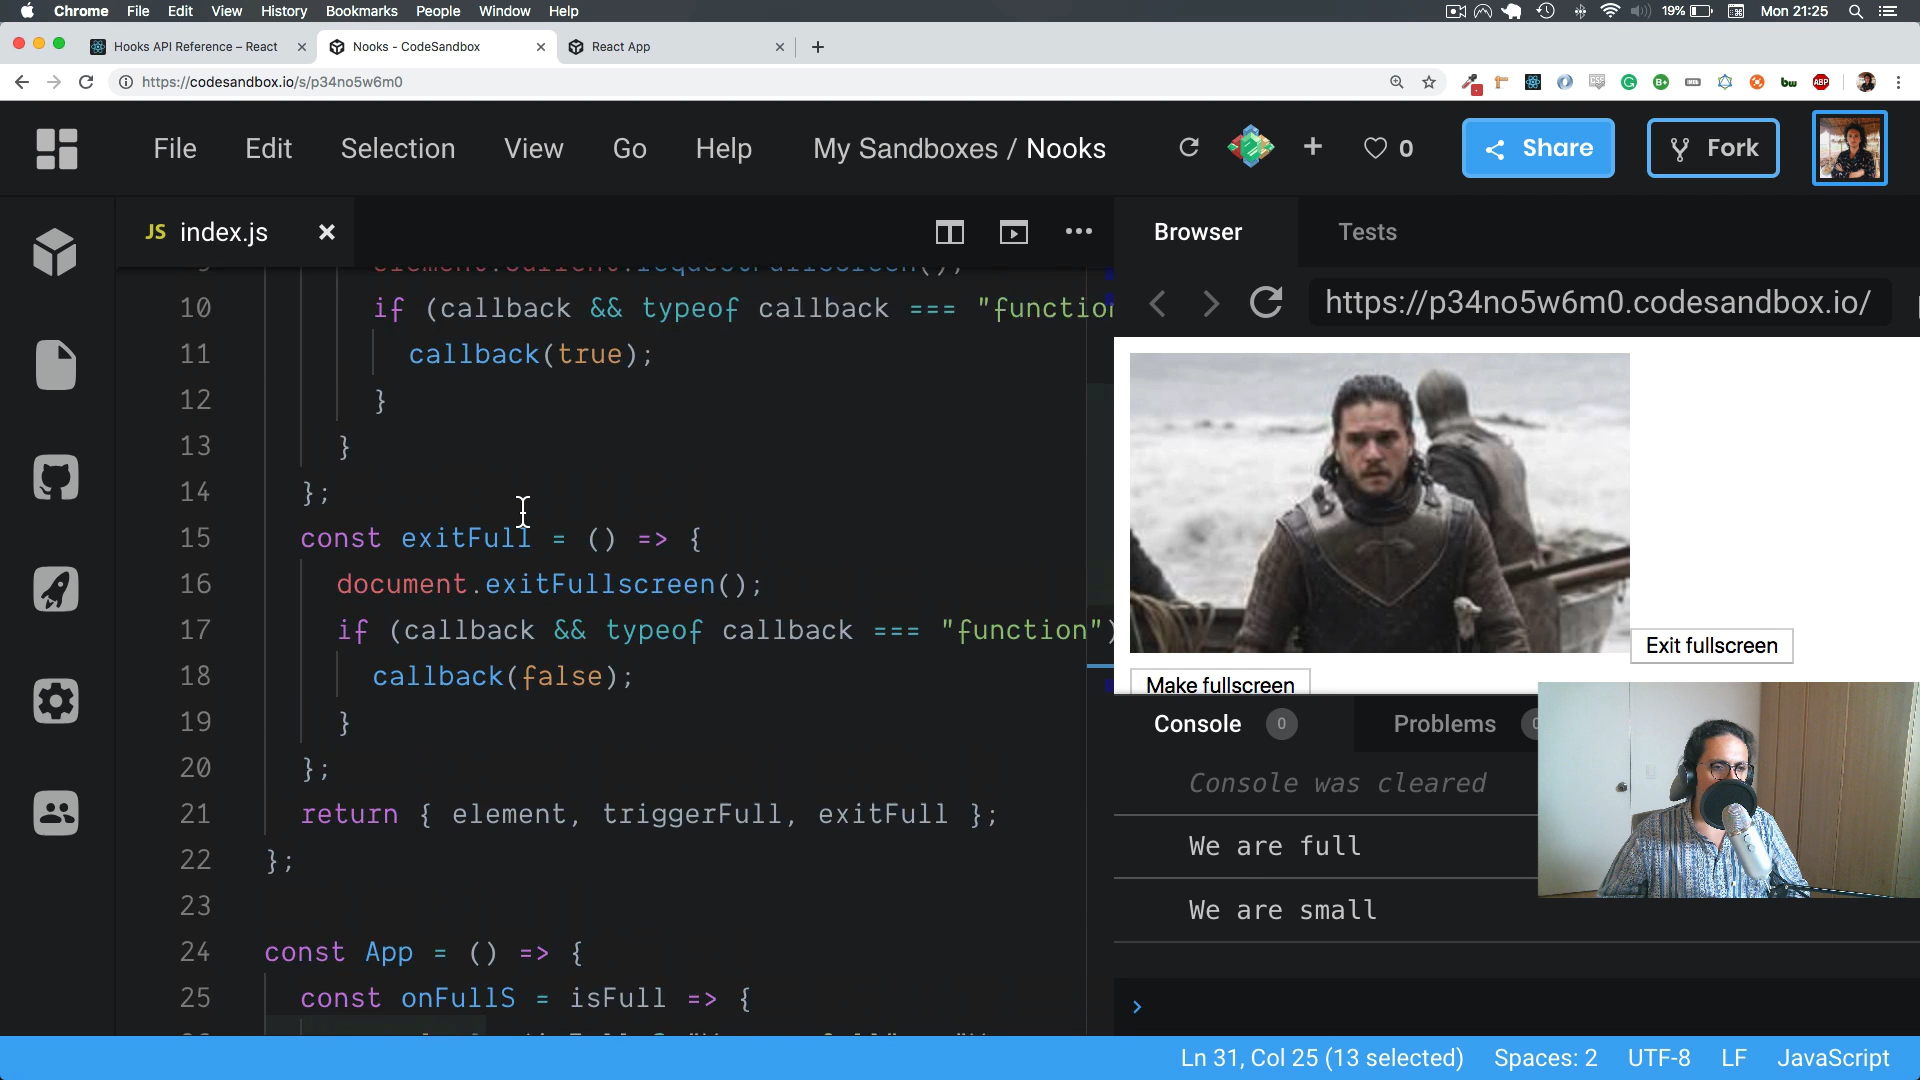 Chrome File Edit View History Bookmarks People Window Help
19% Mon 21:25
Hooks API Reference – React
Nooks - CodeSandbox
React App
https://codesandbox.io/s/p34no5w6m0
ABP
File Edit Selection View Go Help My Sandboxes / Nooks 0 Share Fork
JS index.js
Browser Tests
https://p34no5w6m0.codesandbox.io/
10 if (callback && typeof callback === "function
11 callback(true);
12 }
13 }
14 };
15 const exitFull = () => {
16 document.exitFullscreen();
17 if (callback && typeof callback === "function")
18 callback(false);
19 }
20 };
21 return { element, triggerFull, exitFull };
22 };
23
24 const App = () => {
25 const onFullS = isFull => {
Exit fullscreen
Make fullscreen
Console 0 Problems
Console was cleared
We are full
We are small
Ln 31, Col 25 (13 selected) Spaces: 2 UTF-8 LF JavaScript